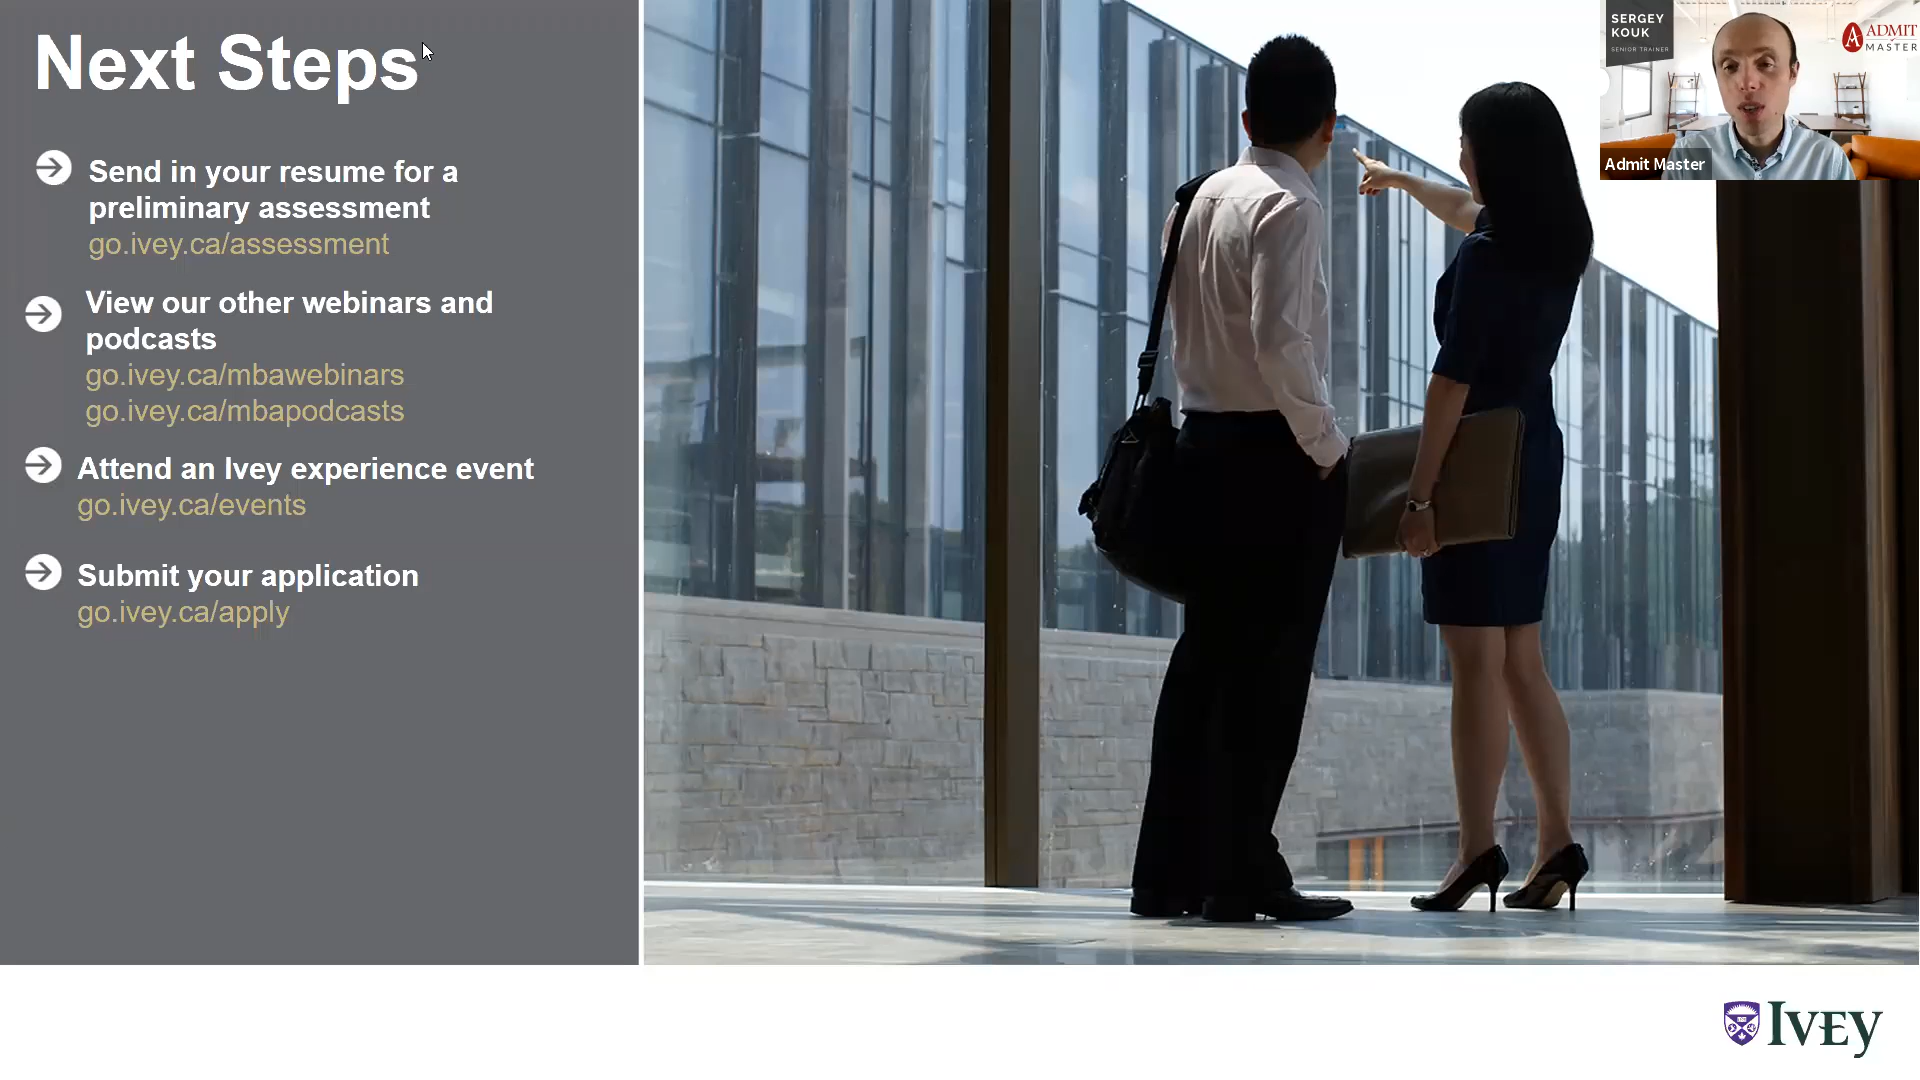 Next Steps
Send in your resume for a
preliminary assessment
go.ivey.ca/assessment
View our other webinars and
podcasts
go.ivey.ca/mbawebinars
go.ivey.ca/mbapodcasts
Attend an Ivey experience event
go.ivey.ca/events
Submit your application
go.ivey.ca/apply
SERGEY
KOUK
SENIOR TRAINER
ADMIT
MASTER
Admit Master
IVEY